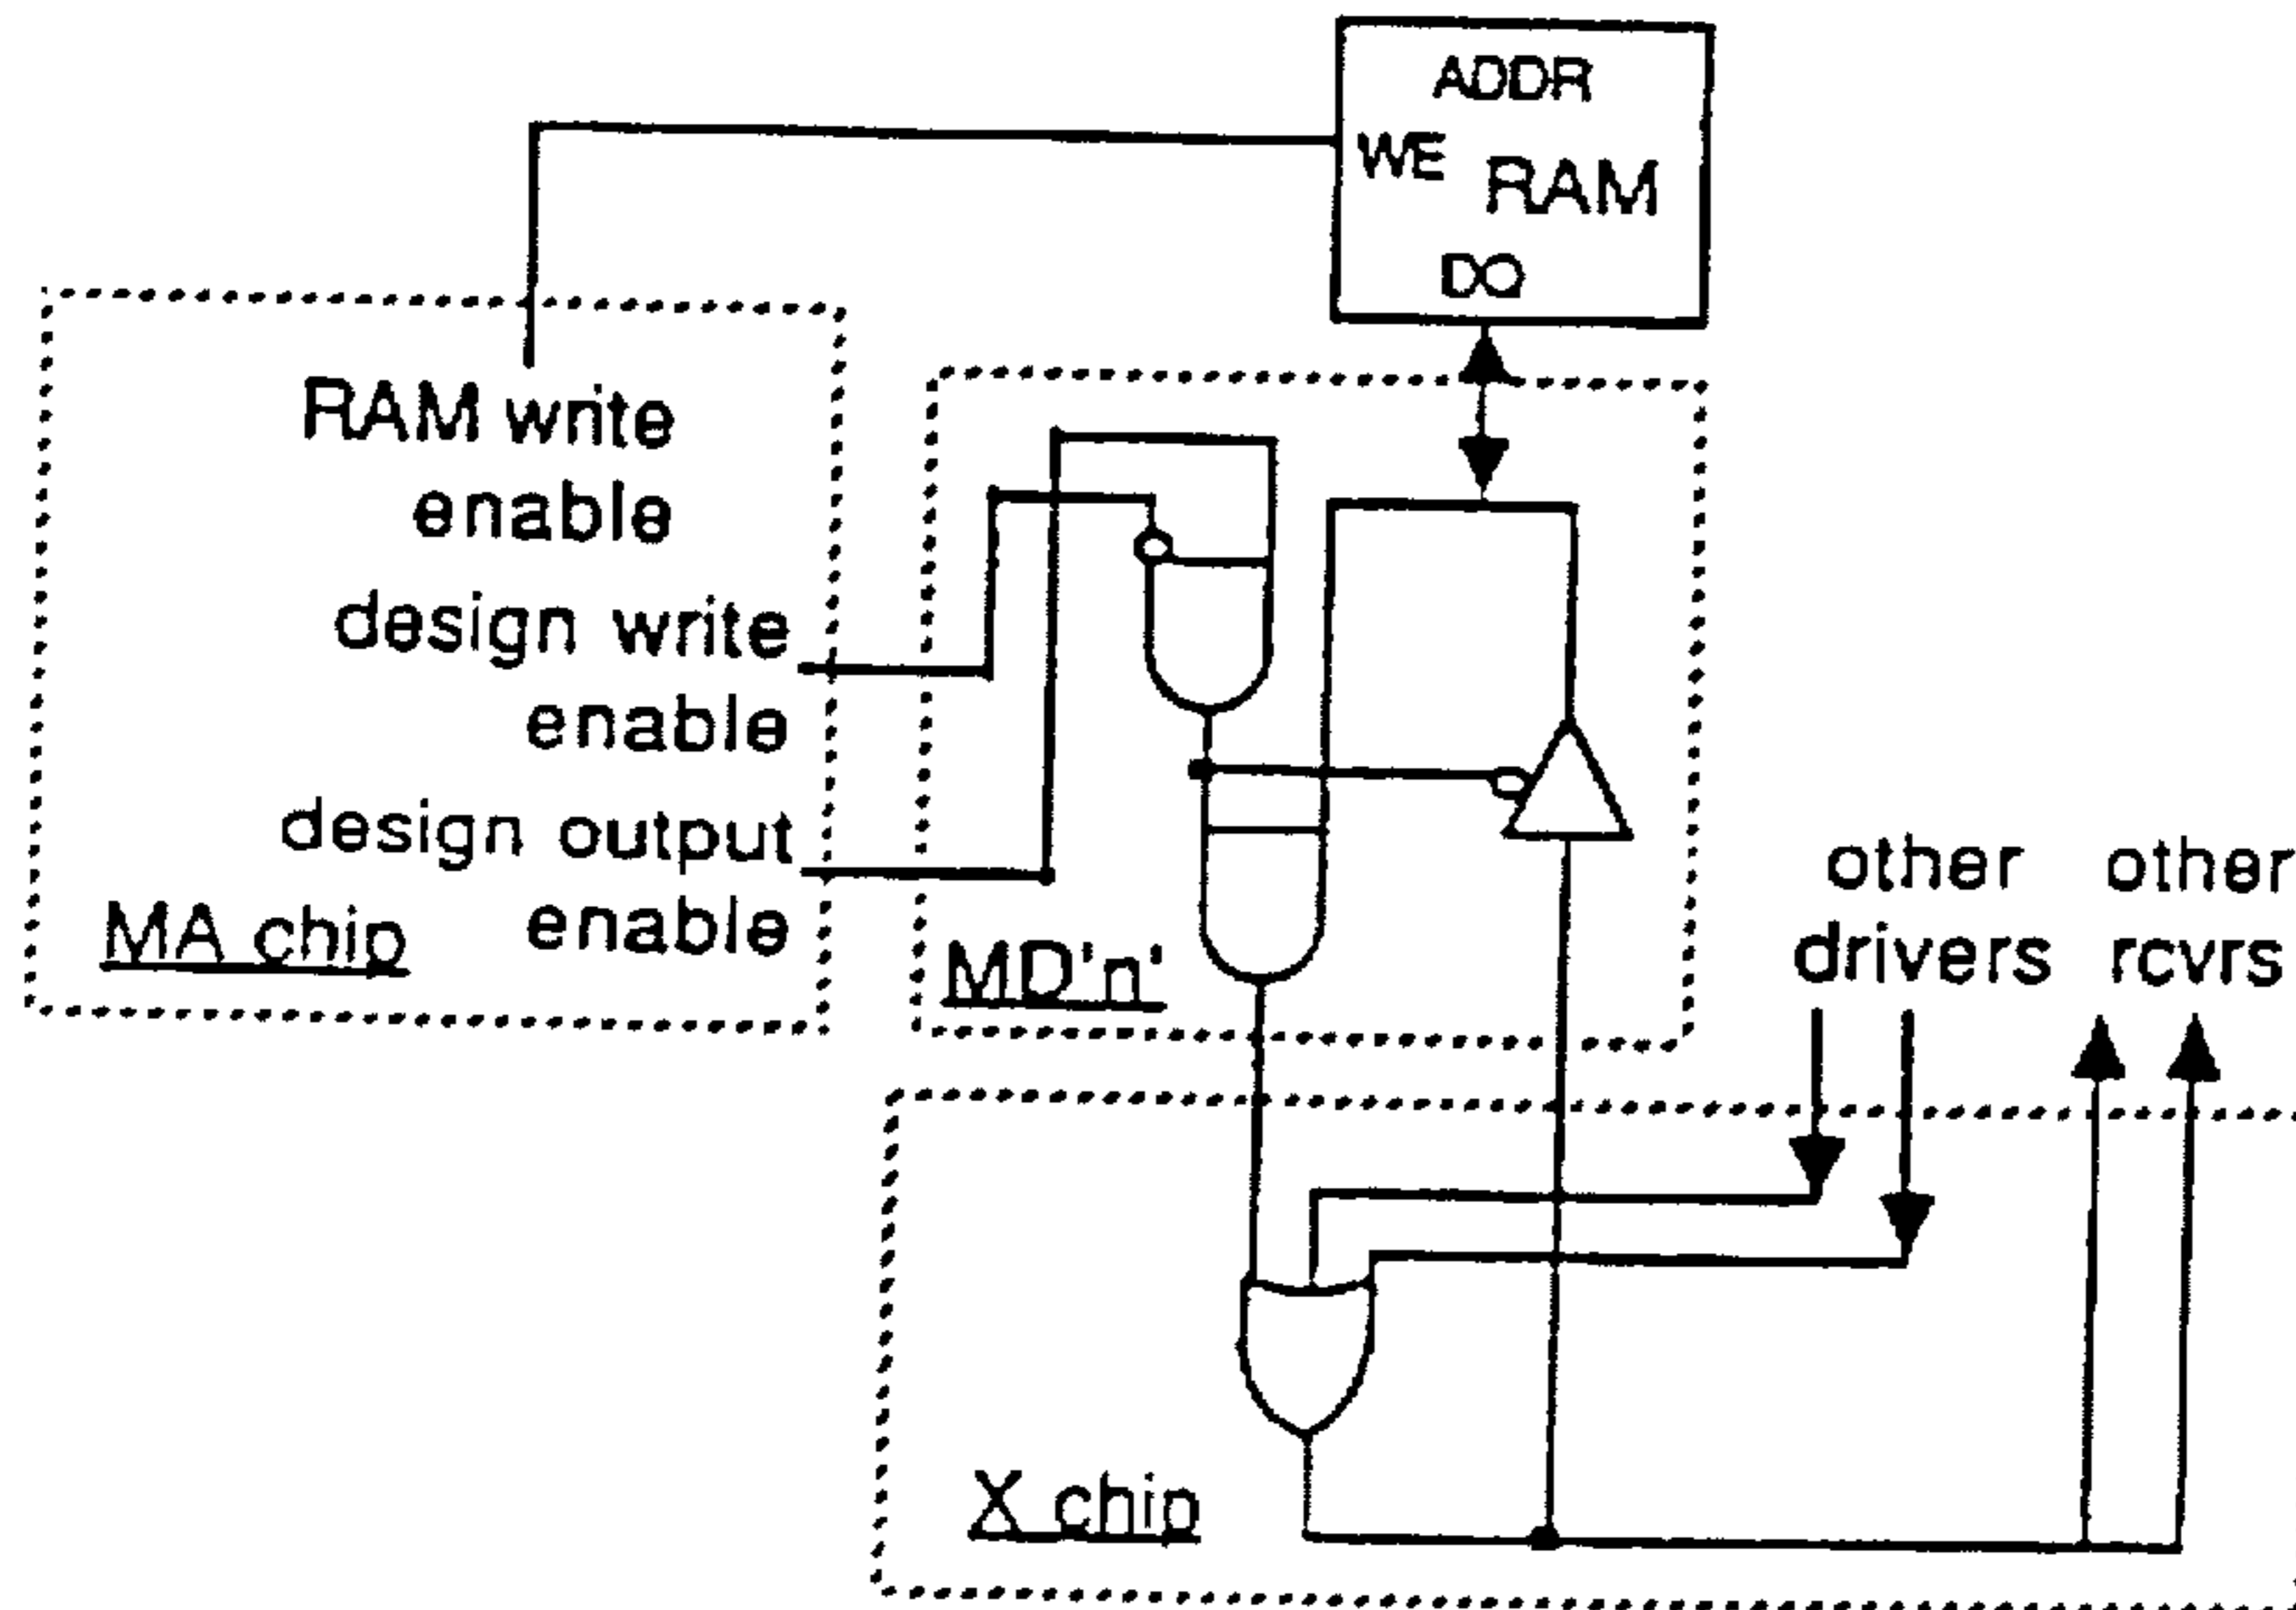 ADDR
WE
RAM
DO
RAM write
enable
design write
enable
design output
enable
MA chip
MD'n'
other
drivers
other
rcvrs
X chip